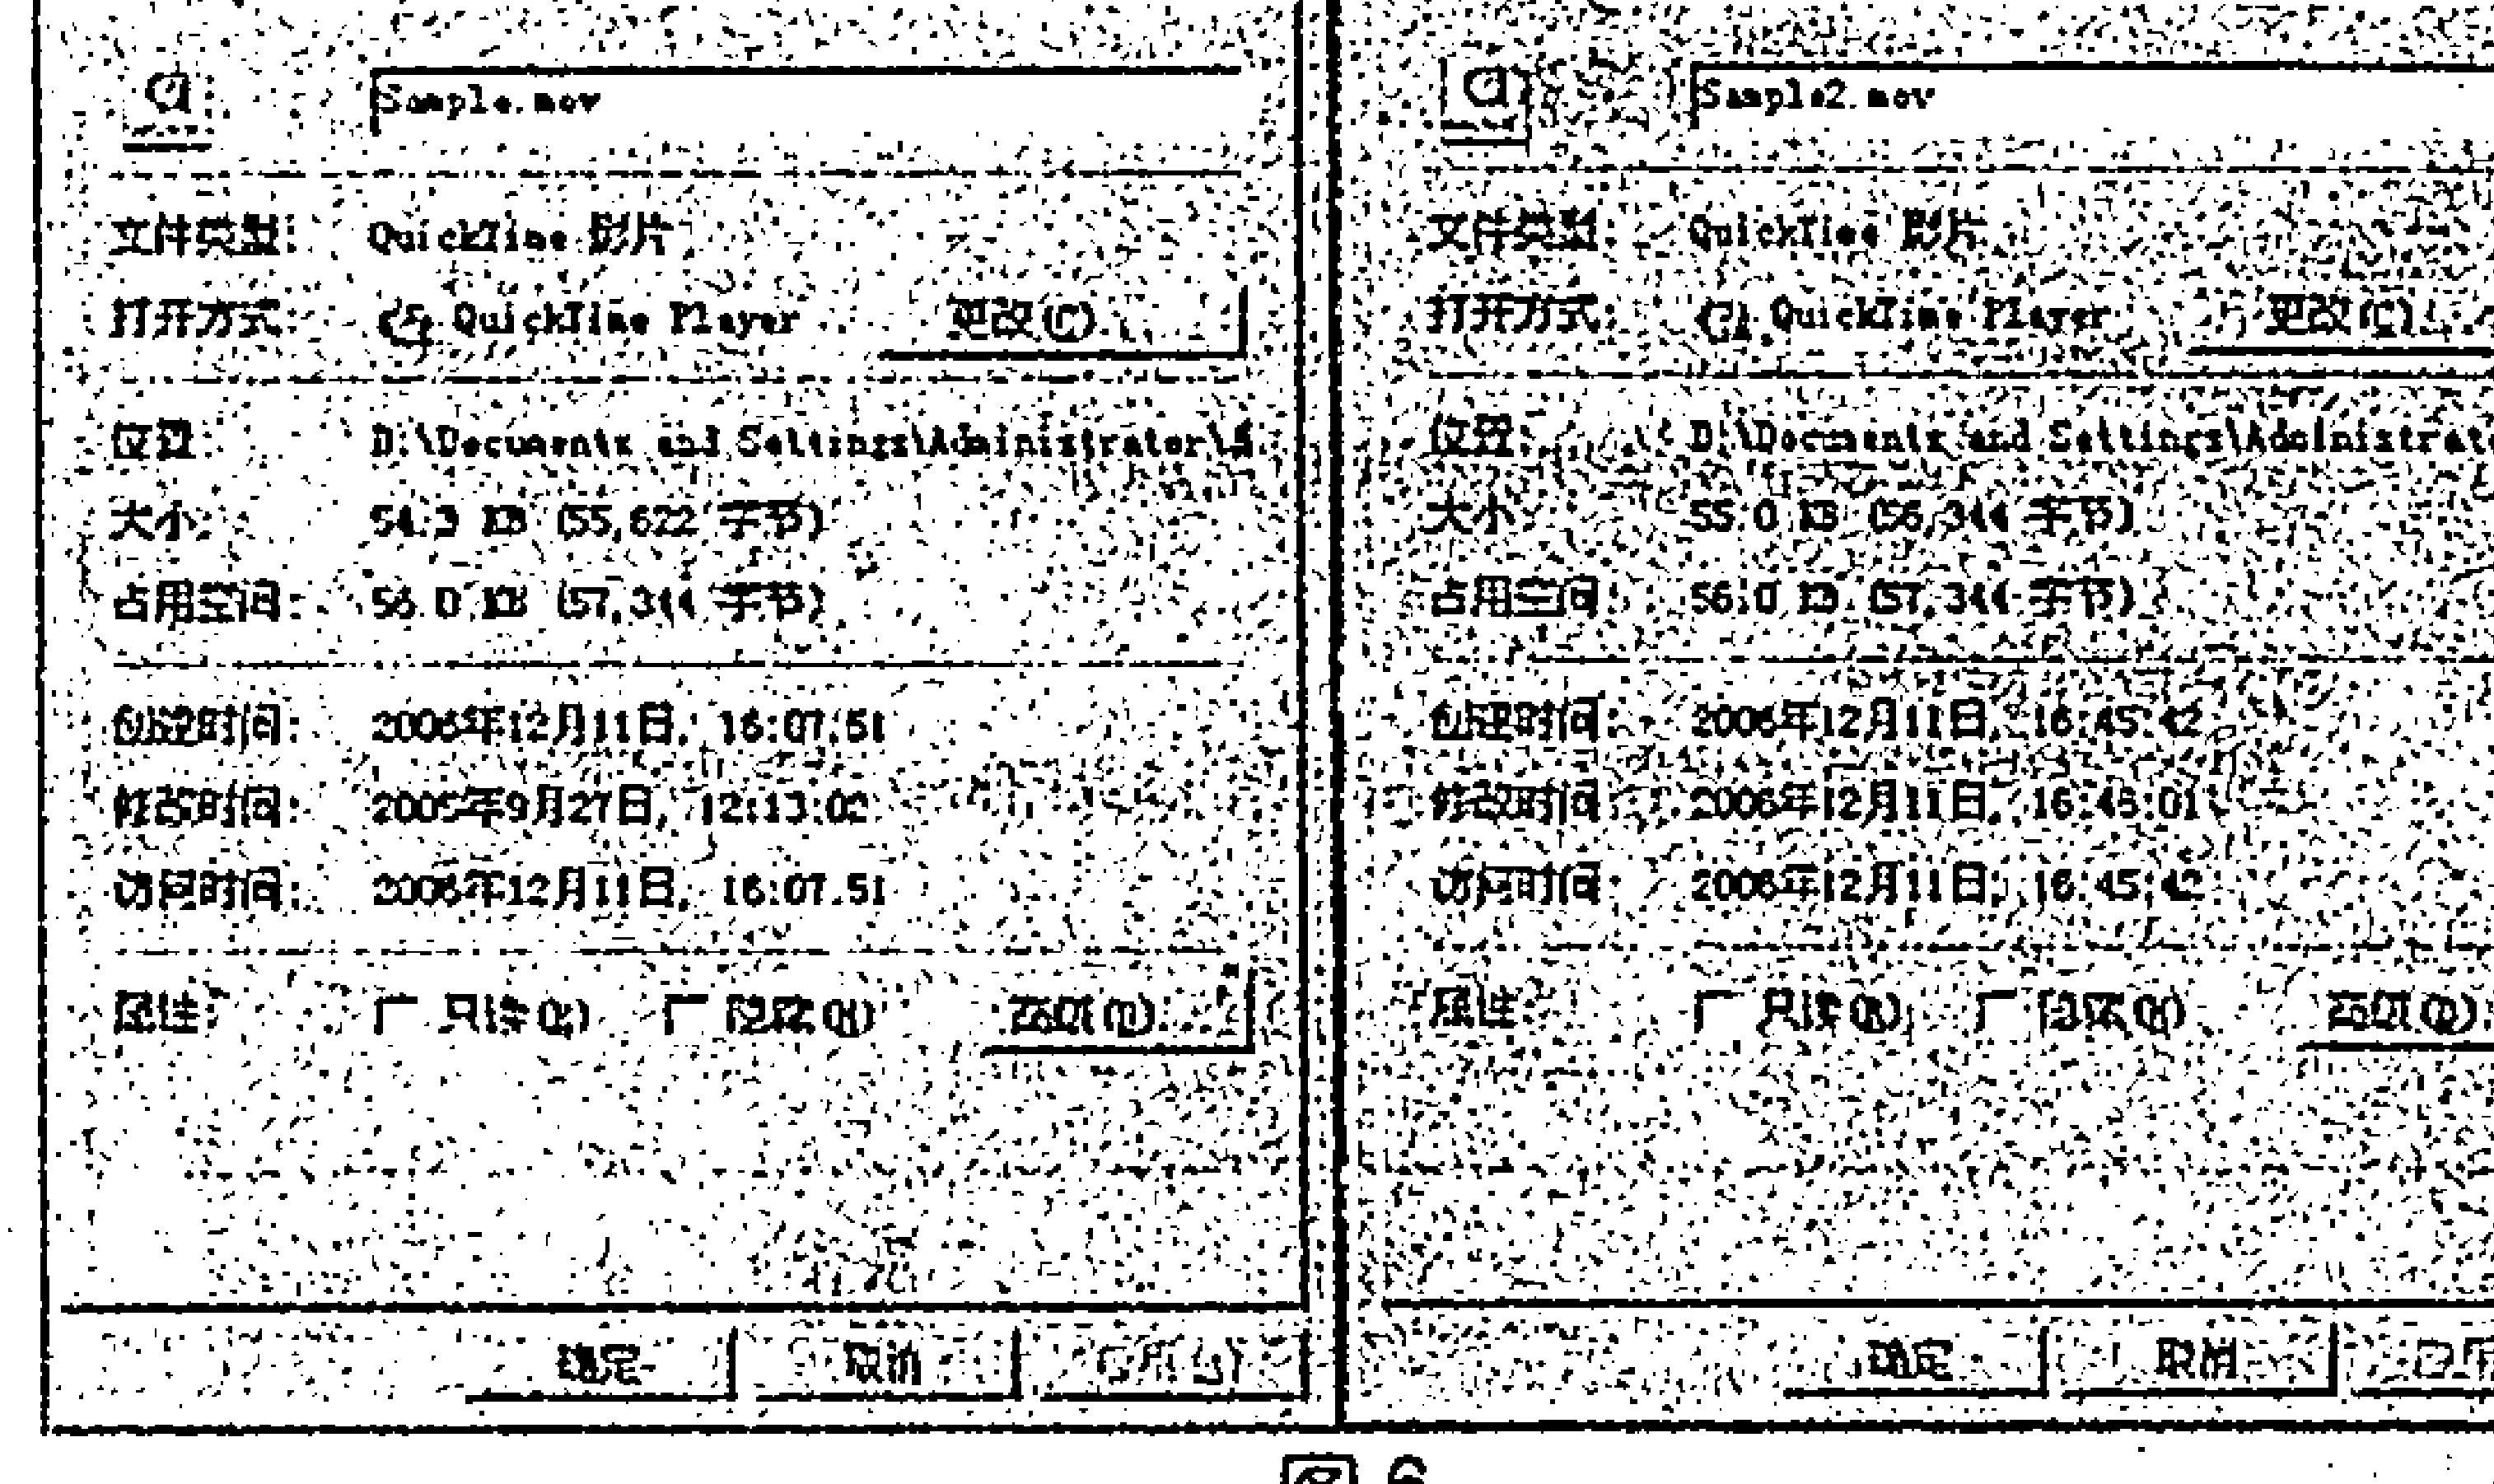 Sample.mov
文件类型: QuickTime 影片
打开方式: QuickTime Player 更改(C)
位置: D:\Documents and Settings\Administrator\
大小: 54.3 KB (55,622 字节)
占用空间: 56.0 KB (57,344 字节)
创建时间: 2006年12月11日, 16:07:51
修改时间: 2005年9月27日, 12:13:02
访问时间: 2006年12月11日, 16:07:51
属性: 只读(R) 隐藏(H) 高级(D)
确定 取消 应用(A)
Sample2.mov
文件类型: QuickTime 影片
打开方式: QuickTime Player 更改(C)
位置: D:\Documents and Settings\Administrato
大小: 55.0 KB (56,344 字节)
占用空间: 56.0 KB (57,344 字节)
创建时间: 2006年12月11日, 16:45:42
修改时间: 2006年12月11日, 16:46:01
访问时间: 2006年12月11日, 16:45:42
属性: 只读(R) 隐藏(H) 高级(D)
确定 取消
图 6